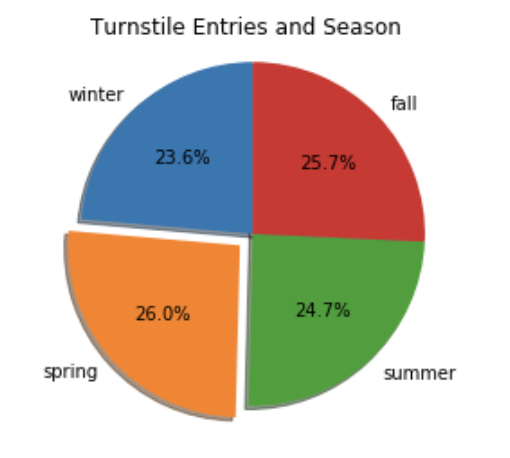 Turnstile Entries and Season
winter
fall
23.6%
25.7%
26.0%
24.7%
spring
summer